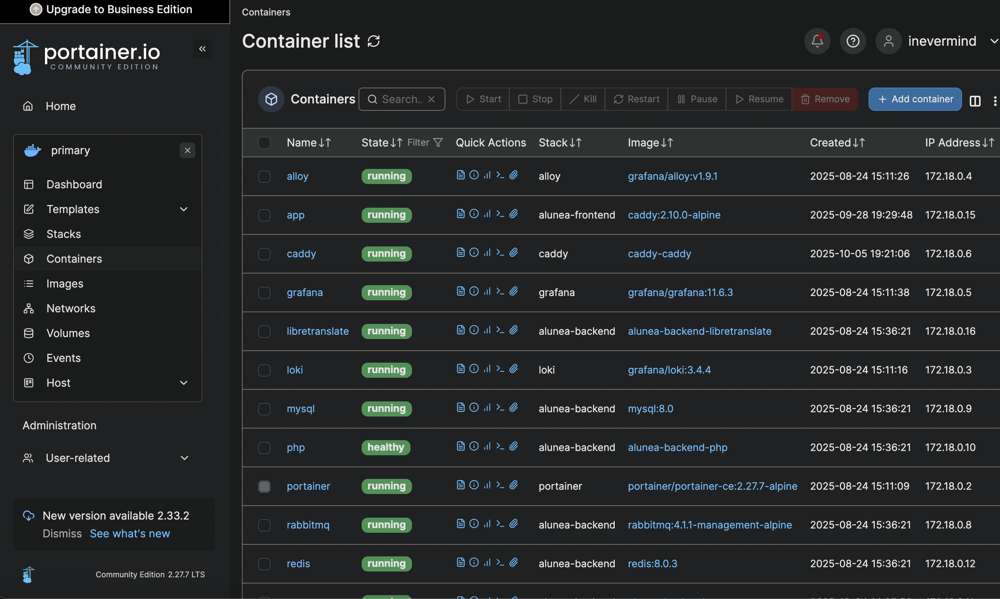 Upgrade to Business Edition
portainer.io
COMMUNITY EDITION
Home
primary
Dashboard
Templates
Stacks
Containers
Images
Networks
Volumes
Events
Host
Administration
User-related
New version available 2.33.2
Dismiss See what's new
Community Edition 2.27.7 LTS
Containers
Container list
inevermind
Containers Search.. Start Stop Kill Restart Pause Resume Remove + Add container
Name State Filter Quick Actions Stack Image Created IP Address
alloy running alloy grafana/alloy:v1.9.1 2025-08-24 15:11:26 172.18.0.4
app running alunea-frontend caddy:2.10.0-alpine 2025-09-28 19:29:48 172.18.0.15
caddy running caddy caddy-caddy 2025-10-05 19:21:06 172.18.0.6
grafana running grafana grafana/grafana:11.6.3 2025-08-24 15:11:38 172.18.0.5
libretranslate running alunea-backend alunea-backend-libretranslate 2025-08-24 15:36:21 172.18.0.16
loki running loki grafana/loki:3.4.4 2025-08-24 15:11:16 172.18.0.3
mysql running alunea-backend mysql:8.0 2025-08-24 15:36:21 172.18.0.9
php healthy alunea-backend alunea-backend-php 2025-08-24 15:36:21 172.18.0.10
portainer running portainer portainer/portainer-ce:2.27.7-alpine 2025-08-24 15:11:09 172.18.0.2
rabbitmq running alunea-backend rabbitmq:4.1.1-management-alpine 2025-08-24 15:36:21 172.18.0.8
redis running alunea-backend redis:8.0.3 2025-08-24 15:36:21 172.18.0.12